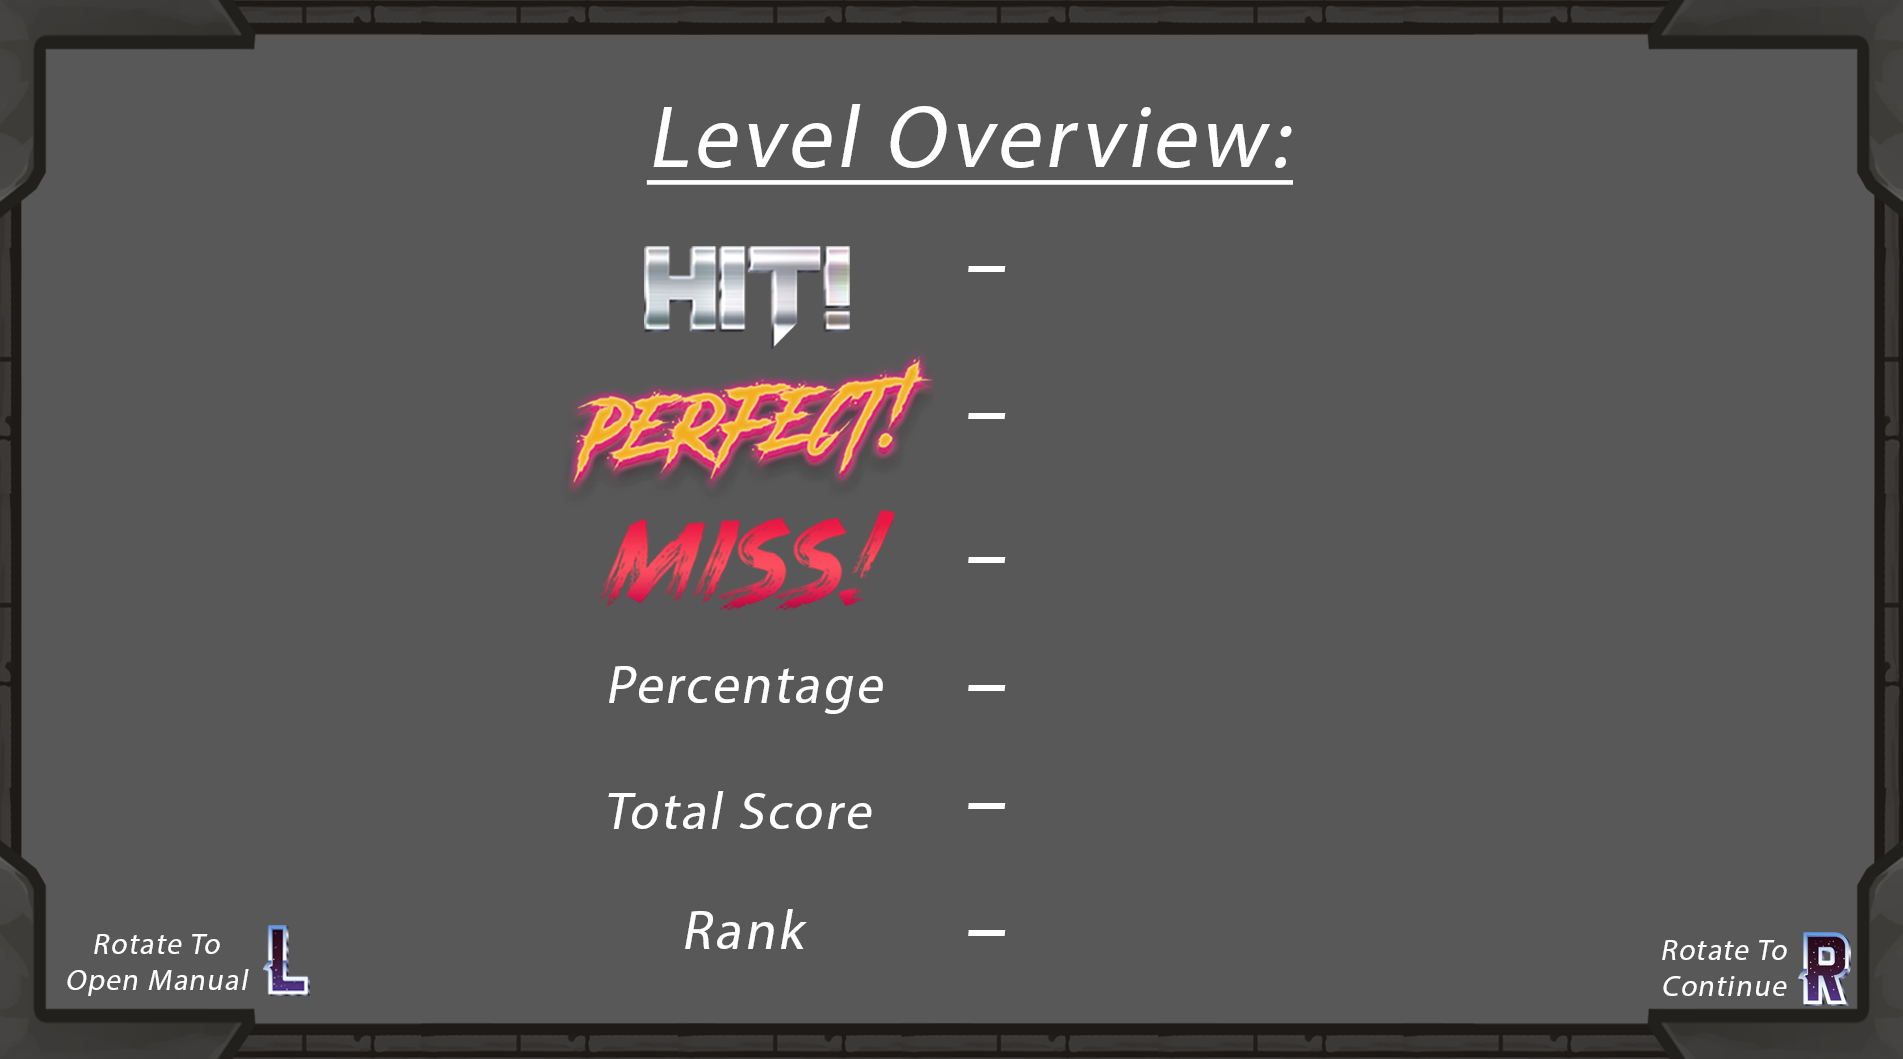 Level Overview:
HIT! –
PERFECT! –
MISS! –
Percentage –
Total Score –
Rank –
Rotate To
Open Manual L
Rotate To
Continue R